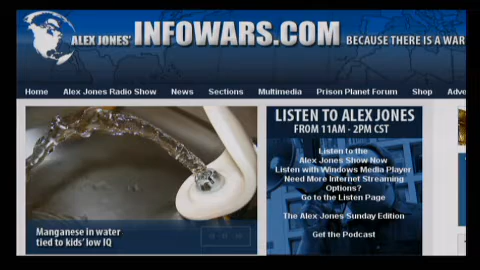 ALEX JONES' INFOWARS.COM BECAUSE THERE IS A WAR
Home Alex Jones Radio Show News Sections Multimedia Prison Planet Forum Shop Adve
LISTEN TO ALEX JONES
FROM 11AM - 2PM CST
Listen to the
Alex Jones Show Now
Listen with Windows Media Player
Need More Internet Streaming
Options?
Go to the Listen Page
The Alex Jones Sunday Edition
Get the Podcast
Manganese in water
tied to kids' low IQ